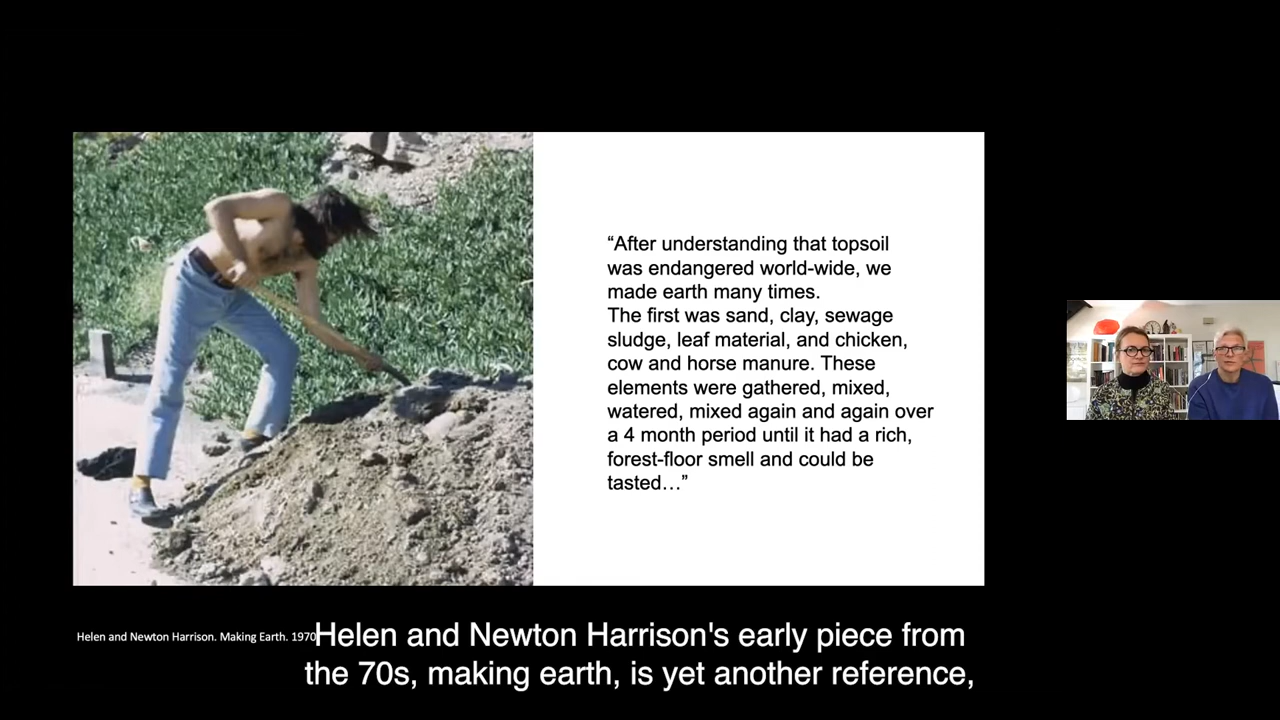 “After understanding that topsoil
was endangered world-wide, we
made earth many times.
The first was sand, clay, sewage
sludge, leaf material, and chicken,
cow and horse manure. These
elements were gathered, mixed,
watered, mixed again and again over
a 4 month period until it had a rich,
forest-floor smell and could be
tasted…”
Helen and Newton Harrison. Making Earth. 1970
Helen and Newton Harrison's early piece from
the 70s, making earth, is yet another reference,